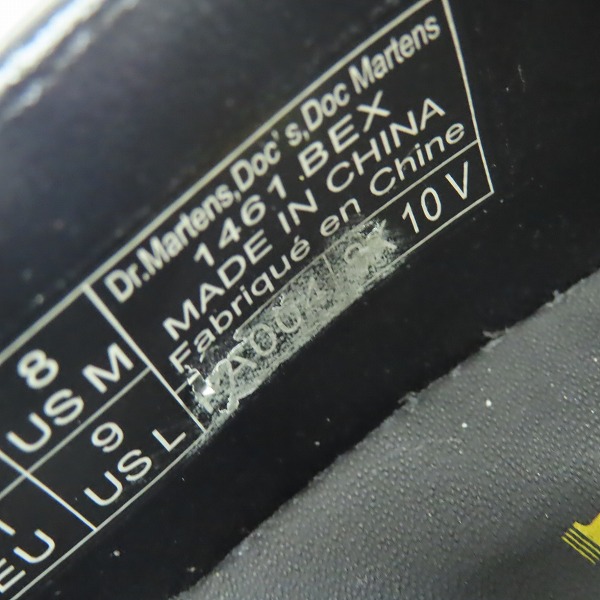 Dr.Martens,Doc's,Doc Martens
1461 BEX
MADE IN CHINA
Fabriqué en Chine
10 V
8
US M
9
US L
EU